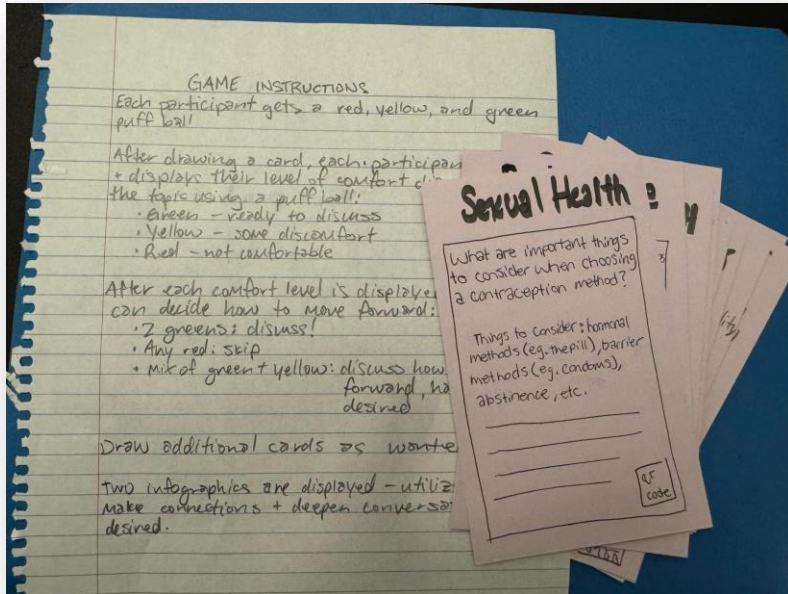 GAME INSTRUCTIONS
Each participant gets a red, yellow, and green
puff ball
After drawing a card, each participan
+ displays their level of comfort
the topic using a puff ball:
· Green - ready to discuss
· Yellow - some discomfort
· Red - not comfortable
After each comfort level is displaye
can decide how to move forward:
· 2 greens: discuss!
· Any red: skip
· Mix of green + yellow: discuss how
forward, ha
desired
Draw additional cards as wante
Two infographics are displayed - utiliz
make connections + deepen conversa
desired.
Sexual Health
What are important things
to consider when choosing
a contraception method?
Things to consider: hormonal
methods (eg. the pill), barrier
methods (eg. condoms),
abstinence, etc.
QR
code